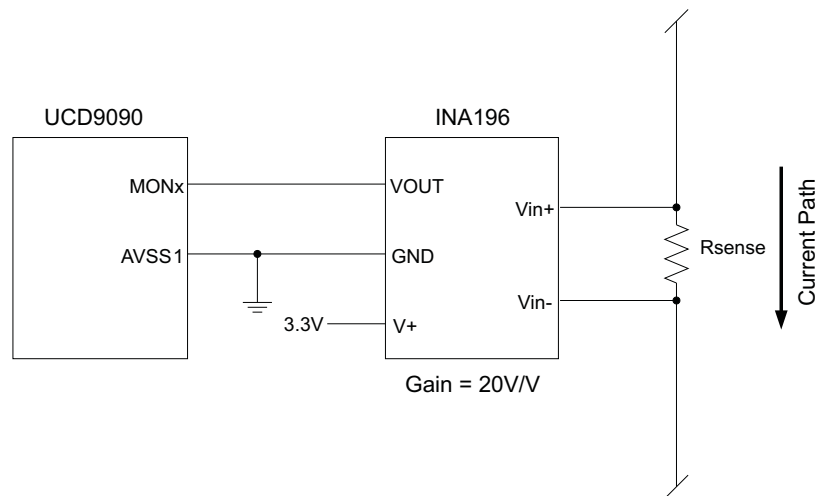 UCD9090
INA196
MONx
VOUT
Vin+
AVSS1
GND
Rsense
Current Path
Vin-
3.3V
V+
Gain = 20V/V